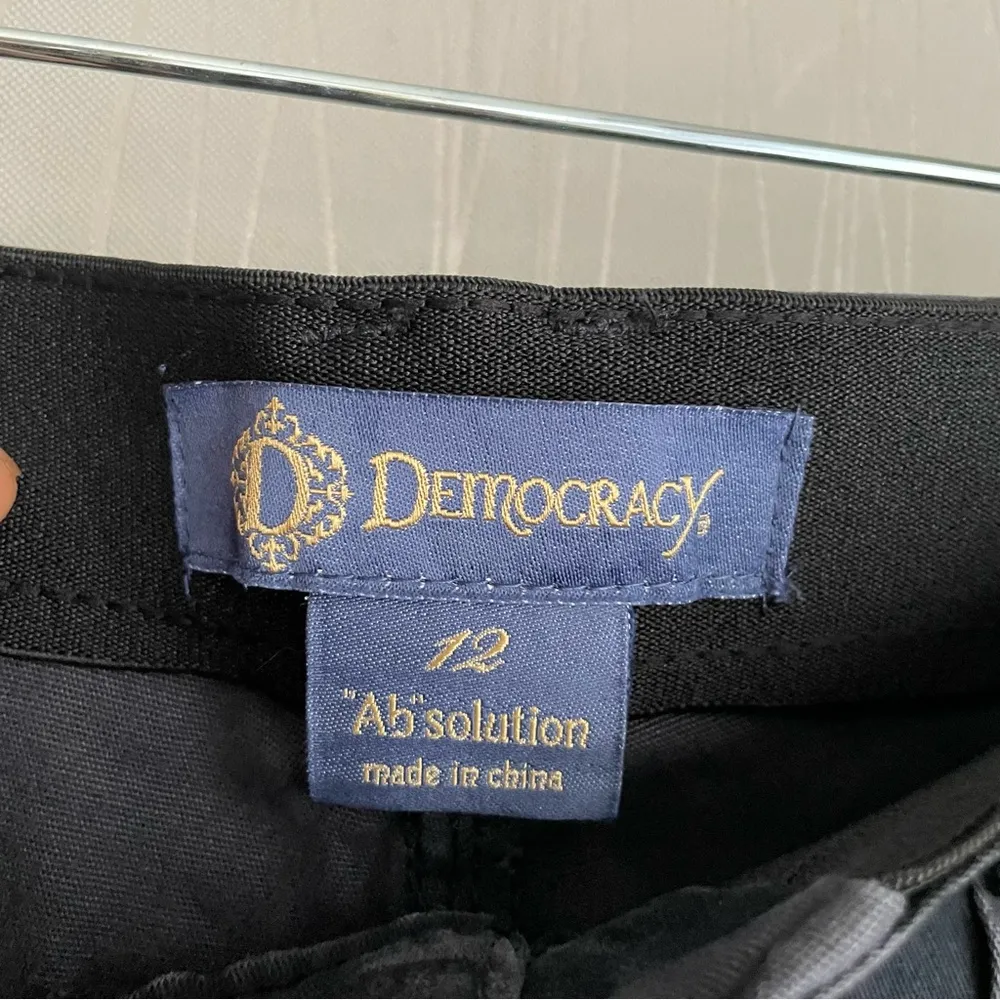 D DEMOCRACY
12
"Ab"solution
made in china